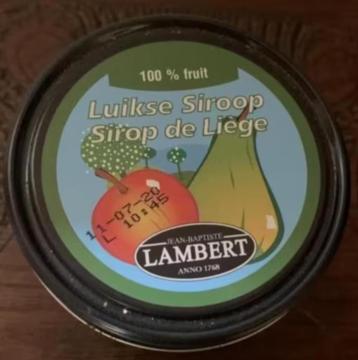 100 % fruit
Luikse Siroop
Sirop de Liège
11-07-20
L 10:45
JEAN-BAPTISTE
LAMBERT
ANNO 1768